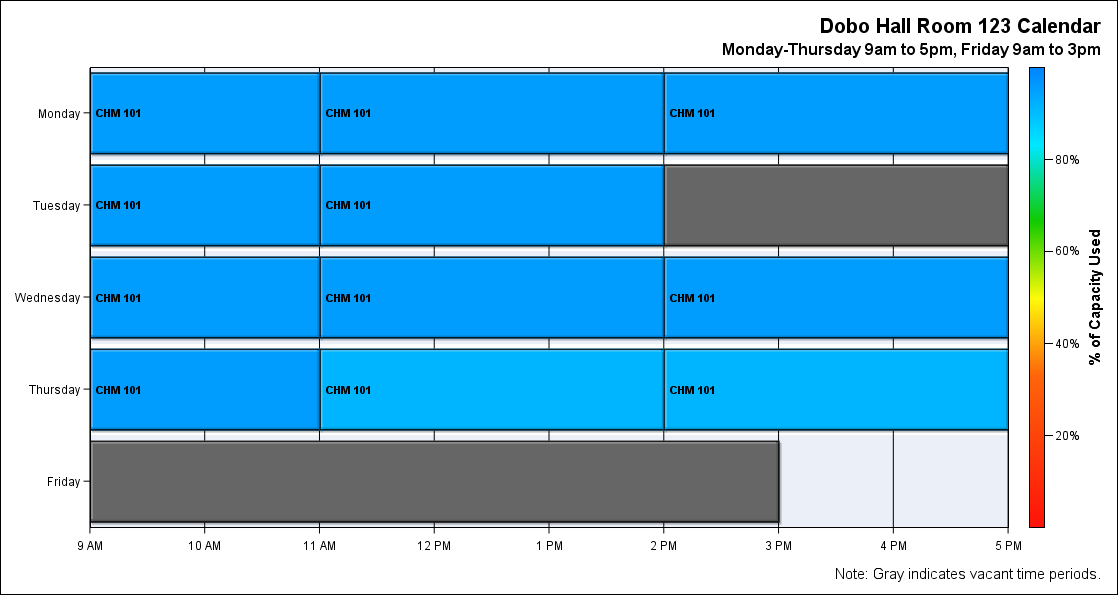 Dobo Hall Room 123 Calendar
Monday-Thursday 9am to 5pm, Friday 9am to 3pm
Monday
CHM 101
CHM 101
CHM 101
Tuesday
CHM 101
CHM 101
Wednesday
CHM 101
CHM 101
CHM 101
Thursday
CHM 101
CHM 101
CHM 101
Friday
9 AM
10 AM
11 AM
12 PM
1 PM
2 PM
3 PM
4 PM
5 PM
80%
60%
40%
20%
% of Capacity Used
Note: Gray indicates vacant time periods.